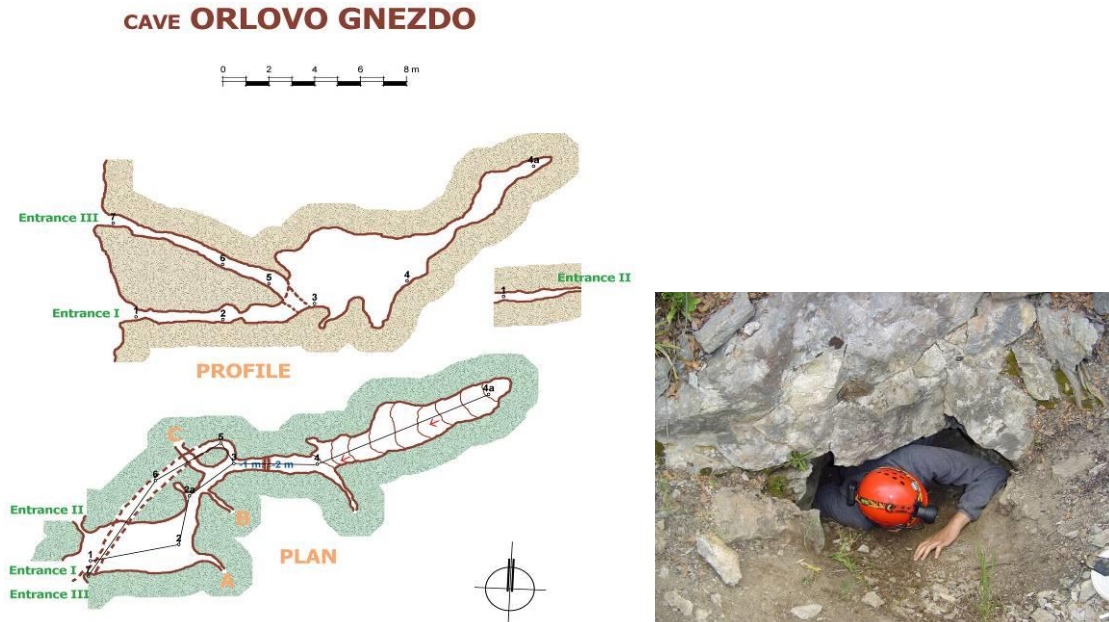 CAVE ORLOVO GNEZDO
0 2 4 6 8 m
4a
Entrance III
7
6
5
4
3
Entrance II
1
Entrance I
1
2
PROFILE
4a
C
5
6
3
-1 m
-2 m
4
2a
B
Entrance II
2
PLAN
1
Entrance I
7
A
Entrance III